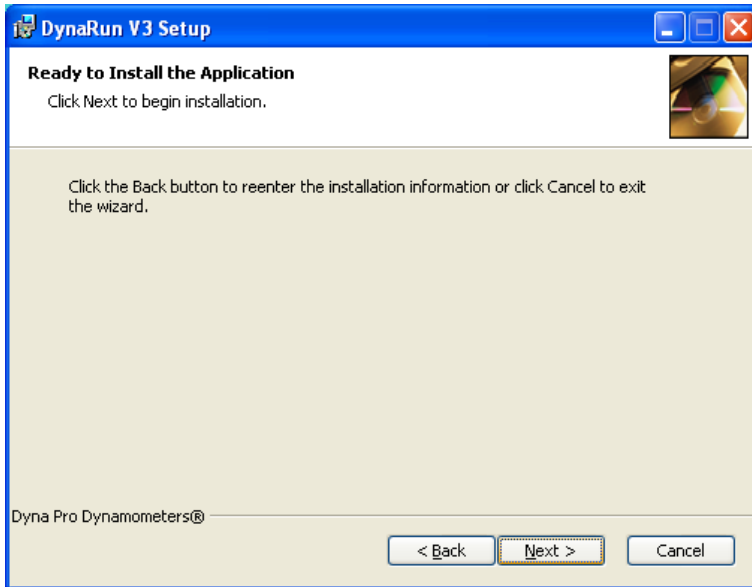 DynaRun V3 Setup
Ready to Install the Application
Click Next to begin installation.
Click the Back button to reenter the installation information or click Cancel to exit
the wizard.
Dyna Pro Dynamometers®
< Back Next > Cancel